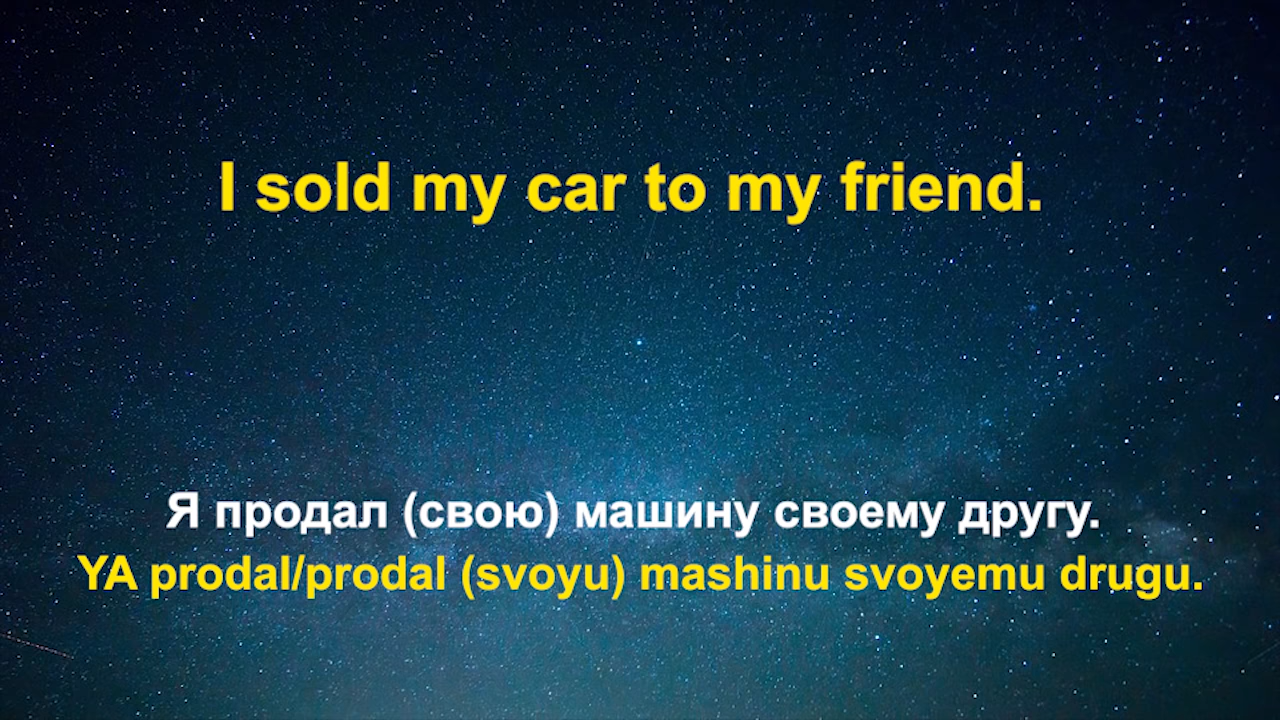 I sold my car to my friend.
Я продал (свою) машину своему другу.
YA prodal/prodal (svoyu) mashinu svoyemu drugu.